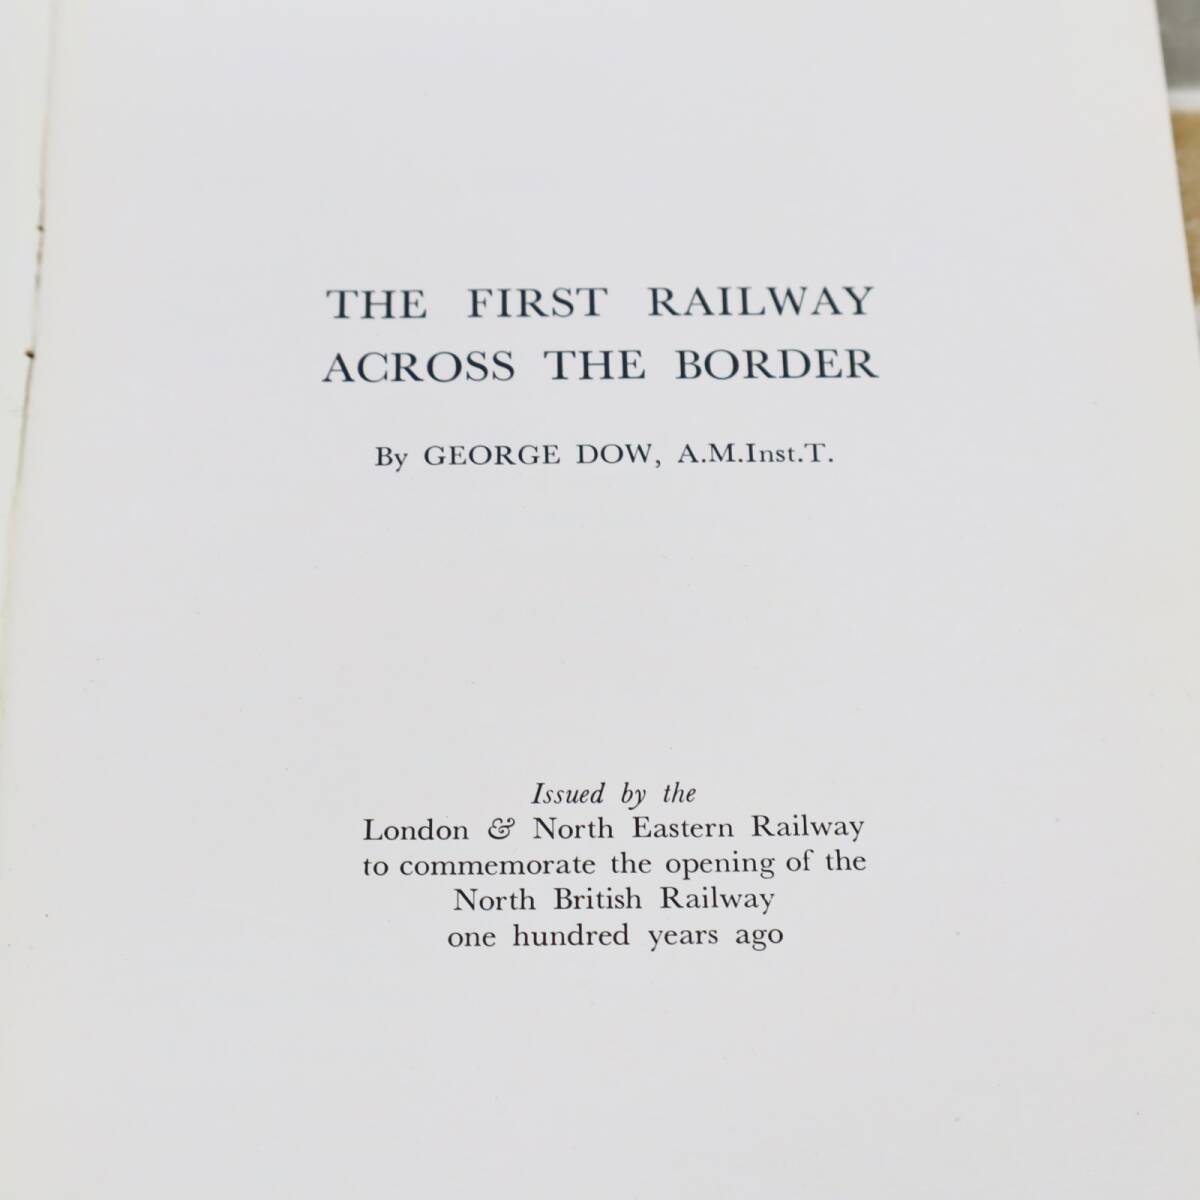 THE FIRST RAILWAY
ACROSS THE BORDER
By GEORGE DOW, A.M.Inst.T.
Issued by the
London & North Eastern Railway
to commemorate the opening of the
North British Railway
one hundred years ago